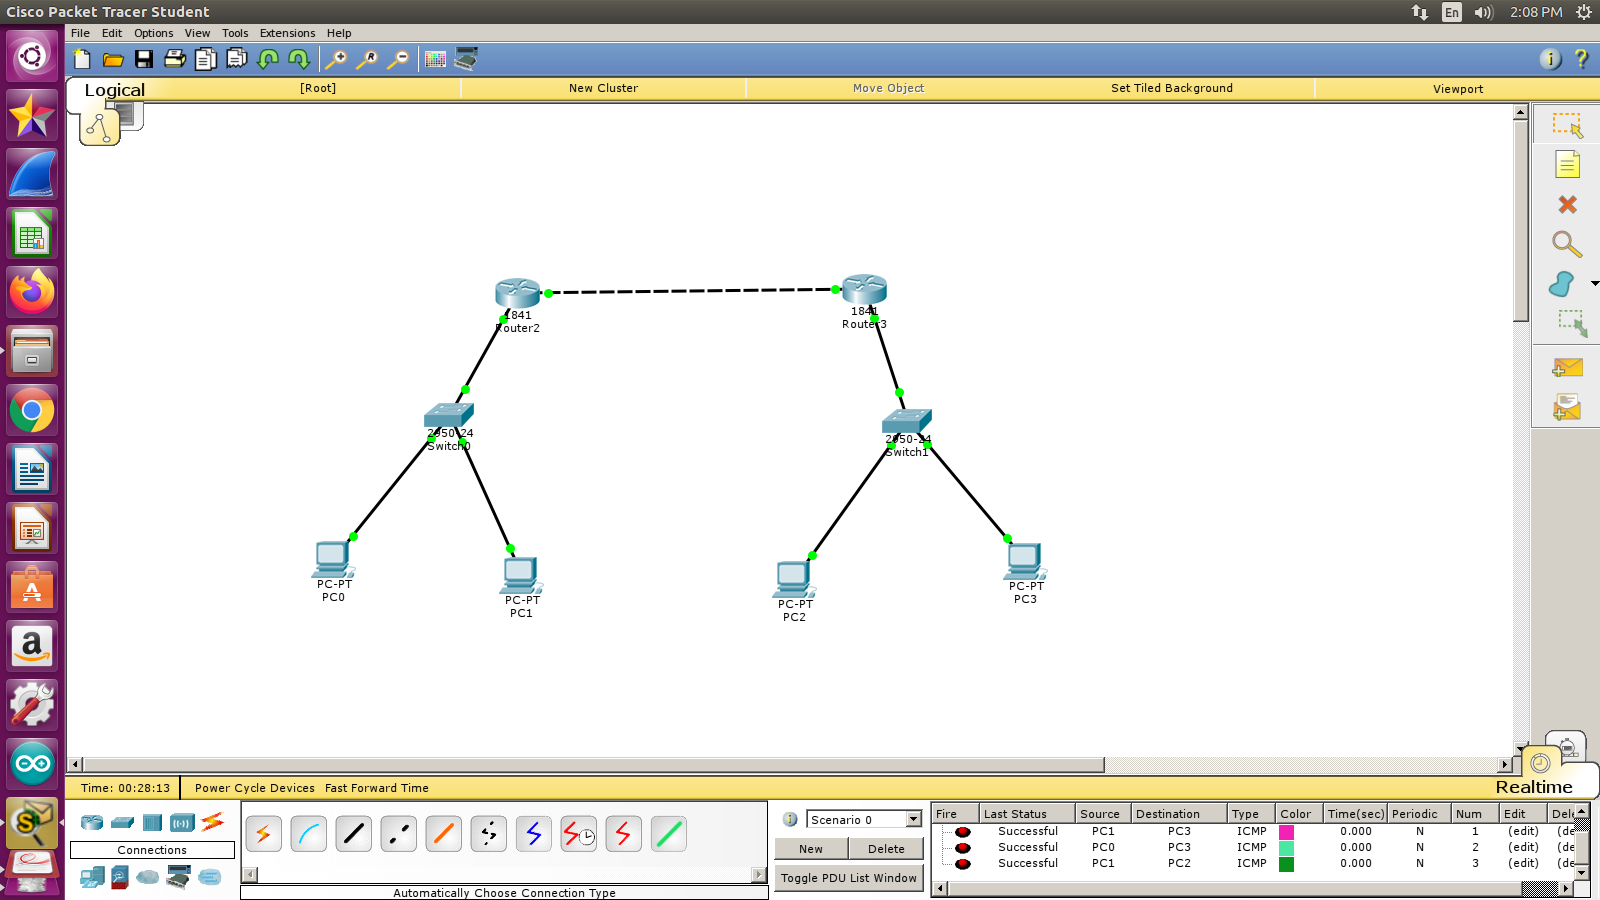 Cisco Packet Tracer Student
En
2:08 PM
File Edit Options View Tools Extensions Help
Logical
[Root]
New Cluster
Move Object
Set Tiled Background
Viewport
1841
Router2
1841
Router3
2950-24
Switch0
2950-24
Switch1
PC-PT
PC0
PC-PT
PC1
PC-PT
PC2
PC-PT
PC3
Time: 00:28:13
Power Cycle Devices Fast Forward Time
Realtime
Connections
Automatically Choose Connection Type
Scenario 0
New
Delete
Toggle PDU List Window
Fire Last Status Source Destination Type Color Time(sec) Periodic Num Edit Dele
Successful PC1 PC3 ICMP 0.000 N 1 (edit) (de
Successful PC0 PC3 ICMP 0.000 N 2 (edit) (de
Successful PC1 PC2 ICMP 0.000 N 3 (edit) (de